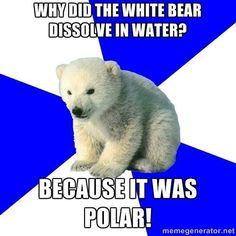 WHY DID THE WHITE BEAR
DISSOLVE IN WATER?
BECAUSE IT WAS
POLAR!
memegenerator.net